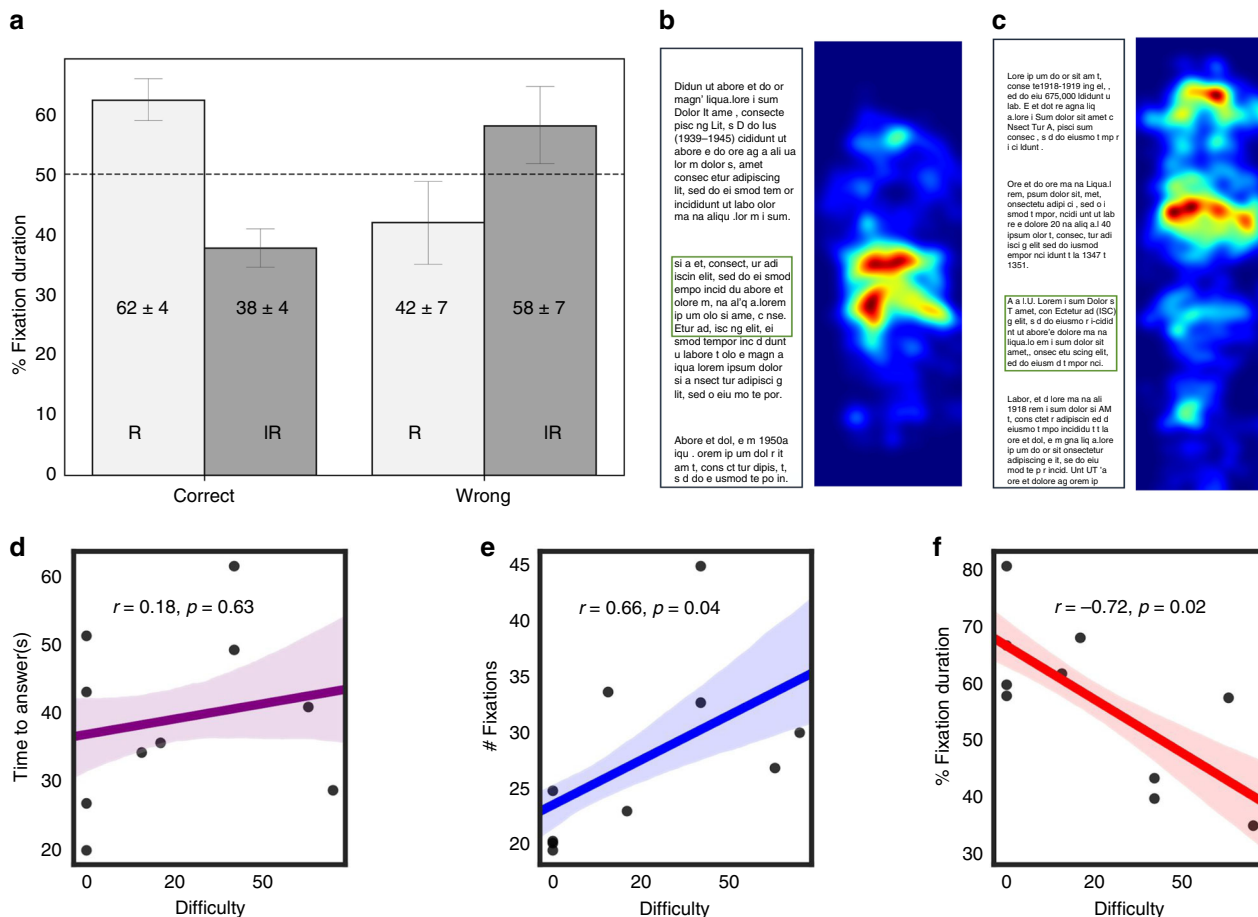 a
% Fixation duration
60
50
40
30
20
10
0
62 ± 4
38 ± 4
42 ± 7
58 ± 7
R
IR
R
IR
Correct
Wrong
b
Didun ut abore et do or
magn' liqua.lore i sum
Dolor It ame , consecte
pisc ng Lit, s D do Ius
(1939–1945) cididunt ut
abore e do ore ag a ali ua
lor m dolor s, amet
consec etur adipiscing
lit, sed do ei smod tem or
incididunt ut labo olor
ma na aliqu .lor m i sum.
si a et, consect, ur adi
iscin elit, sed do ei smod
empo incid du abore et
olore m, na al'q a.lorem
ip um olo si ame, c nse.
Etur ad, isc ng elit, ei
smod tempor inc d dunt
u labore t olo e magn a
iqua lorem ipsum dolor
si a nsect tur adipisci g
lit, sed o eiu mo te por.
Abore et dol, e m 1950a
iqu . orem ip um dol r it
am t, cons ct tur dipis, t,
s d do e usmod te po in.
c
Lore ip um do or sit am t,
conse te1918-1919 ing el, ,
ed do eiu 675,000 Ididunt u
lab. E et dot re agna liq
a.lore i Sum dolor sit amet c
Nsect Tur A, pisci sum
consec , s d do eiusmo t mp r
i ci Idunt .
Ore et do ore ma na Liqua.l
rem, psum dolor sit, met,
onsectetu adipi ci , sed o i
smod t mpor, ncidi unt ut lab
re e dolore 20 na aliq a.l 40
ipsum olor t, consec, tur adi
isci g elit sed do iusmod
empor nci idunt t la 1347 t
1351.
A a l.U. Lorem i sum Dolor s
T amet, con Ectetur ad (ISC)
g elit, s d do eiusmo r i-cidid
nt ut abore'e dolore ma na
liqua.lo em i sum dolor sit
amet,, onsec etu scing elit,
ed do eiusm d t mpor nci.
Labor, et d lore ma na ali
1918 rem i sum dolor si AM
t, cons ctet r adipiscin ed d
eiusmo t mpo incididu t t la
ore et dol, e m gna liq a.lore
ip um do or sit onsectetur
adipiscing e it, se do eiu
mod te p r incid. Unt UT 'a
ore et dolore ag orem ip
d
Time to answer(s)
60
50
40
30
20
r = 0.18, p = 0.63
0
20
50
Difficulty
e
# Fixations
45
40
35
30
25
20
r = 0.66, p = 0.04
0
20
50
Difficulty
f
% Fixation duration
80
70
60
50
40
30
r = –0.72, p = 0.02
0
20
50
Difficulty